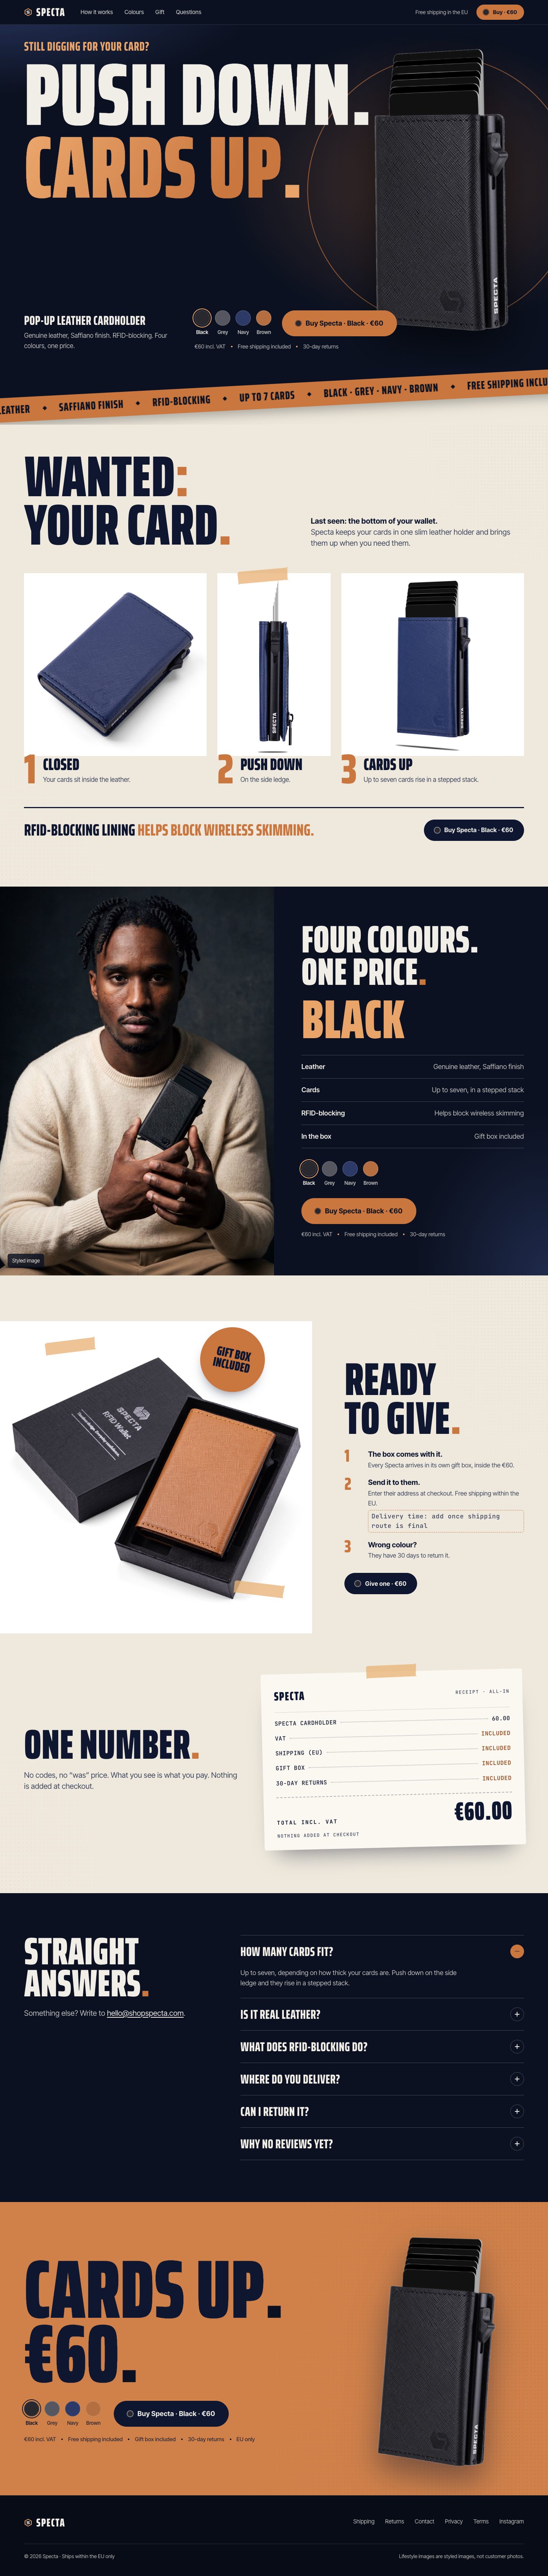 SPECTA
How it works
Colours
Gift
Questions
Free shipping in the EU
Buy · €60
STILL DIGGING FOR YOUR CARD?
PUSH DOWN.
CARDS UP.
SPECTA
POP-UP LEATHER CARDHOLDER
Genuine leather, Saffiano finish. RFID-blocking. Four
colours, one price.
Black
Grey
Navy
Brown
Buy Specta · Black · €60
€60 incl. VAT • Free shipping included • 30-day returns
LEATHER ◆ SAFFIANO FINISH ◆ RFID-BLOCKING ◆ UP TO 7 CARDS ◆ BLACK · GREY · NAVY · BROWN ◆ FREE SHIPPING INCLU
WANTED:
YOUR CARD.
Last seen: the bottom of your wallet.
Specta keeps your cards in one slim leather holder and brings
them up when you need them.
SPECTA
SPECTA
1 CLOSED
Your cards sit inside the leather.
2 PUSH DOWN
On the side ledge.
3 CARDS UP
Up to seven cards rise in a stepped stack.
RFID-BLOCKING LINING HELPS BLOCK WIRELESS SKIMMING.
Buy Specta · Black · €60
FOUR COLOURS.
ONE PRICE.
BLACK
Leather
Genuine leather, Saffiano finish
Cards
Up to seven, in a stepped stack
RFID-blocking
Helps block wireless skimming
In the box
Gift box included
Black
Grey
Navy
Brown
Buy Specta · Black · €60
€60 incl. VAT • Free shipping included • 30-day returns
Styled image
GIFT BOX
INCLUDED
SPECTA
RFID Wallet
READY
TO GIVE.
1 The box comes with it.
Every Specta arrives in its own gift box, inside the €60.
2 Send it to them.
Enter their address at checkout. Free shipping within the
EU.
Delivery time: add once shipping
route is final
3 Wrong colour?
They have 30 days to return it.
Give one · €60
ONE NUMBER.
No codes, no “was” price. What you see is what you pay. Nothing
is added at checkout.
SPECTA
RECEIPT · ALL-IN
SPECTA CARDHOLDER 60.00
VAT INCLUDED
SHIPPING (EU) INCLUDED
GIFT BOX INCLUDED
30-DAY RETURNS INCLUDED
TOTAL INCL. VAT €60.00
NOTHING ADDED AT CHECKOUT
STRAIGHT
ANSWERS.
Something else? Write to hello@shopspecta.com.
HOW MANY CARDS FIT?
Up to seven, depending on how thick your cards are. Push down on the side
ledge and they rise in a stepped stack.
IS IT REAL LEATHER?
WHAT DOES RFID-BLOCKING DO?
WHERE DO YOU DELIVER?
CAN I RETURN IT?
WHY NO REVIEWS YET?
CARDS UP.
€60.
Black
Grey
Navy
Brown
Buy Specta · Black · €60
€60 incl. VAT • Free shipping included • Gift box included • 30-day returns • EU only
SPECTA
SPECTA
Shipping
Returns
Contact
Privacy
Terms
Instagram
© 2026 Specta · Ships within the EU only
Lifestyle images are styled images, not customer photos.